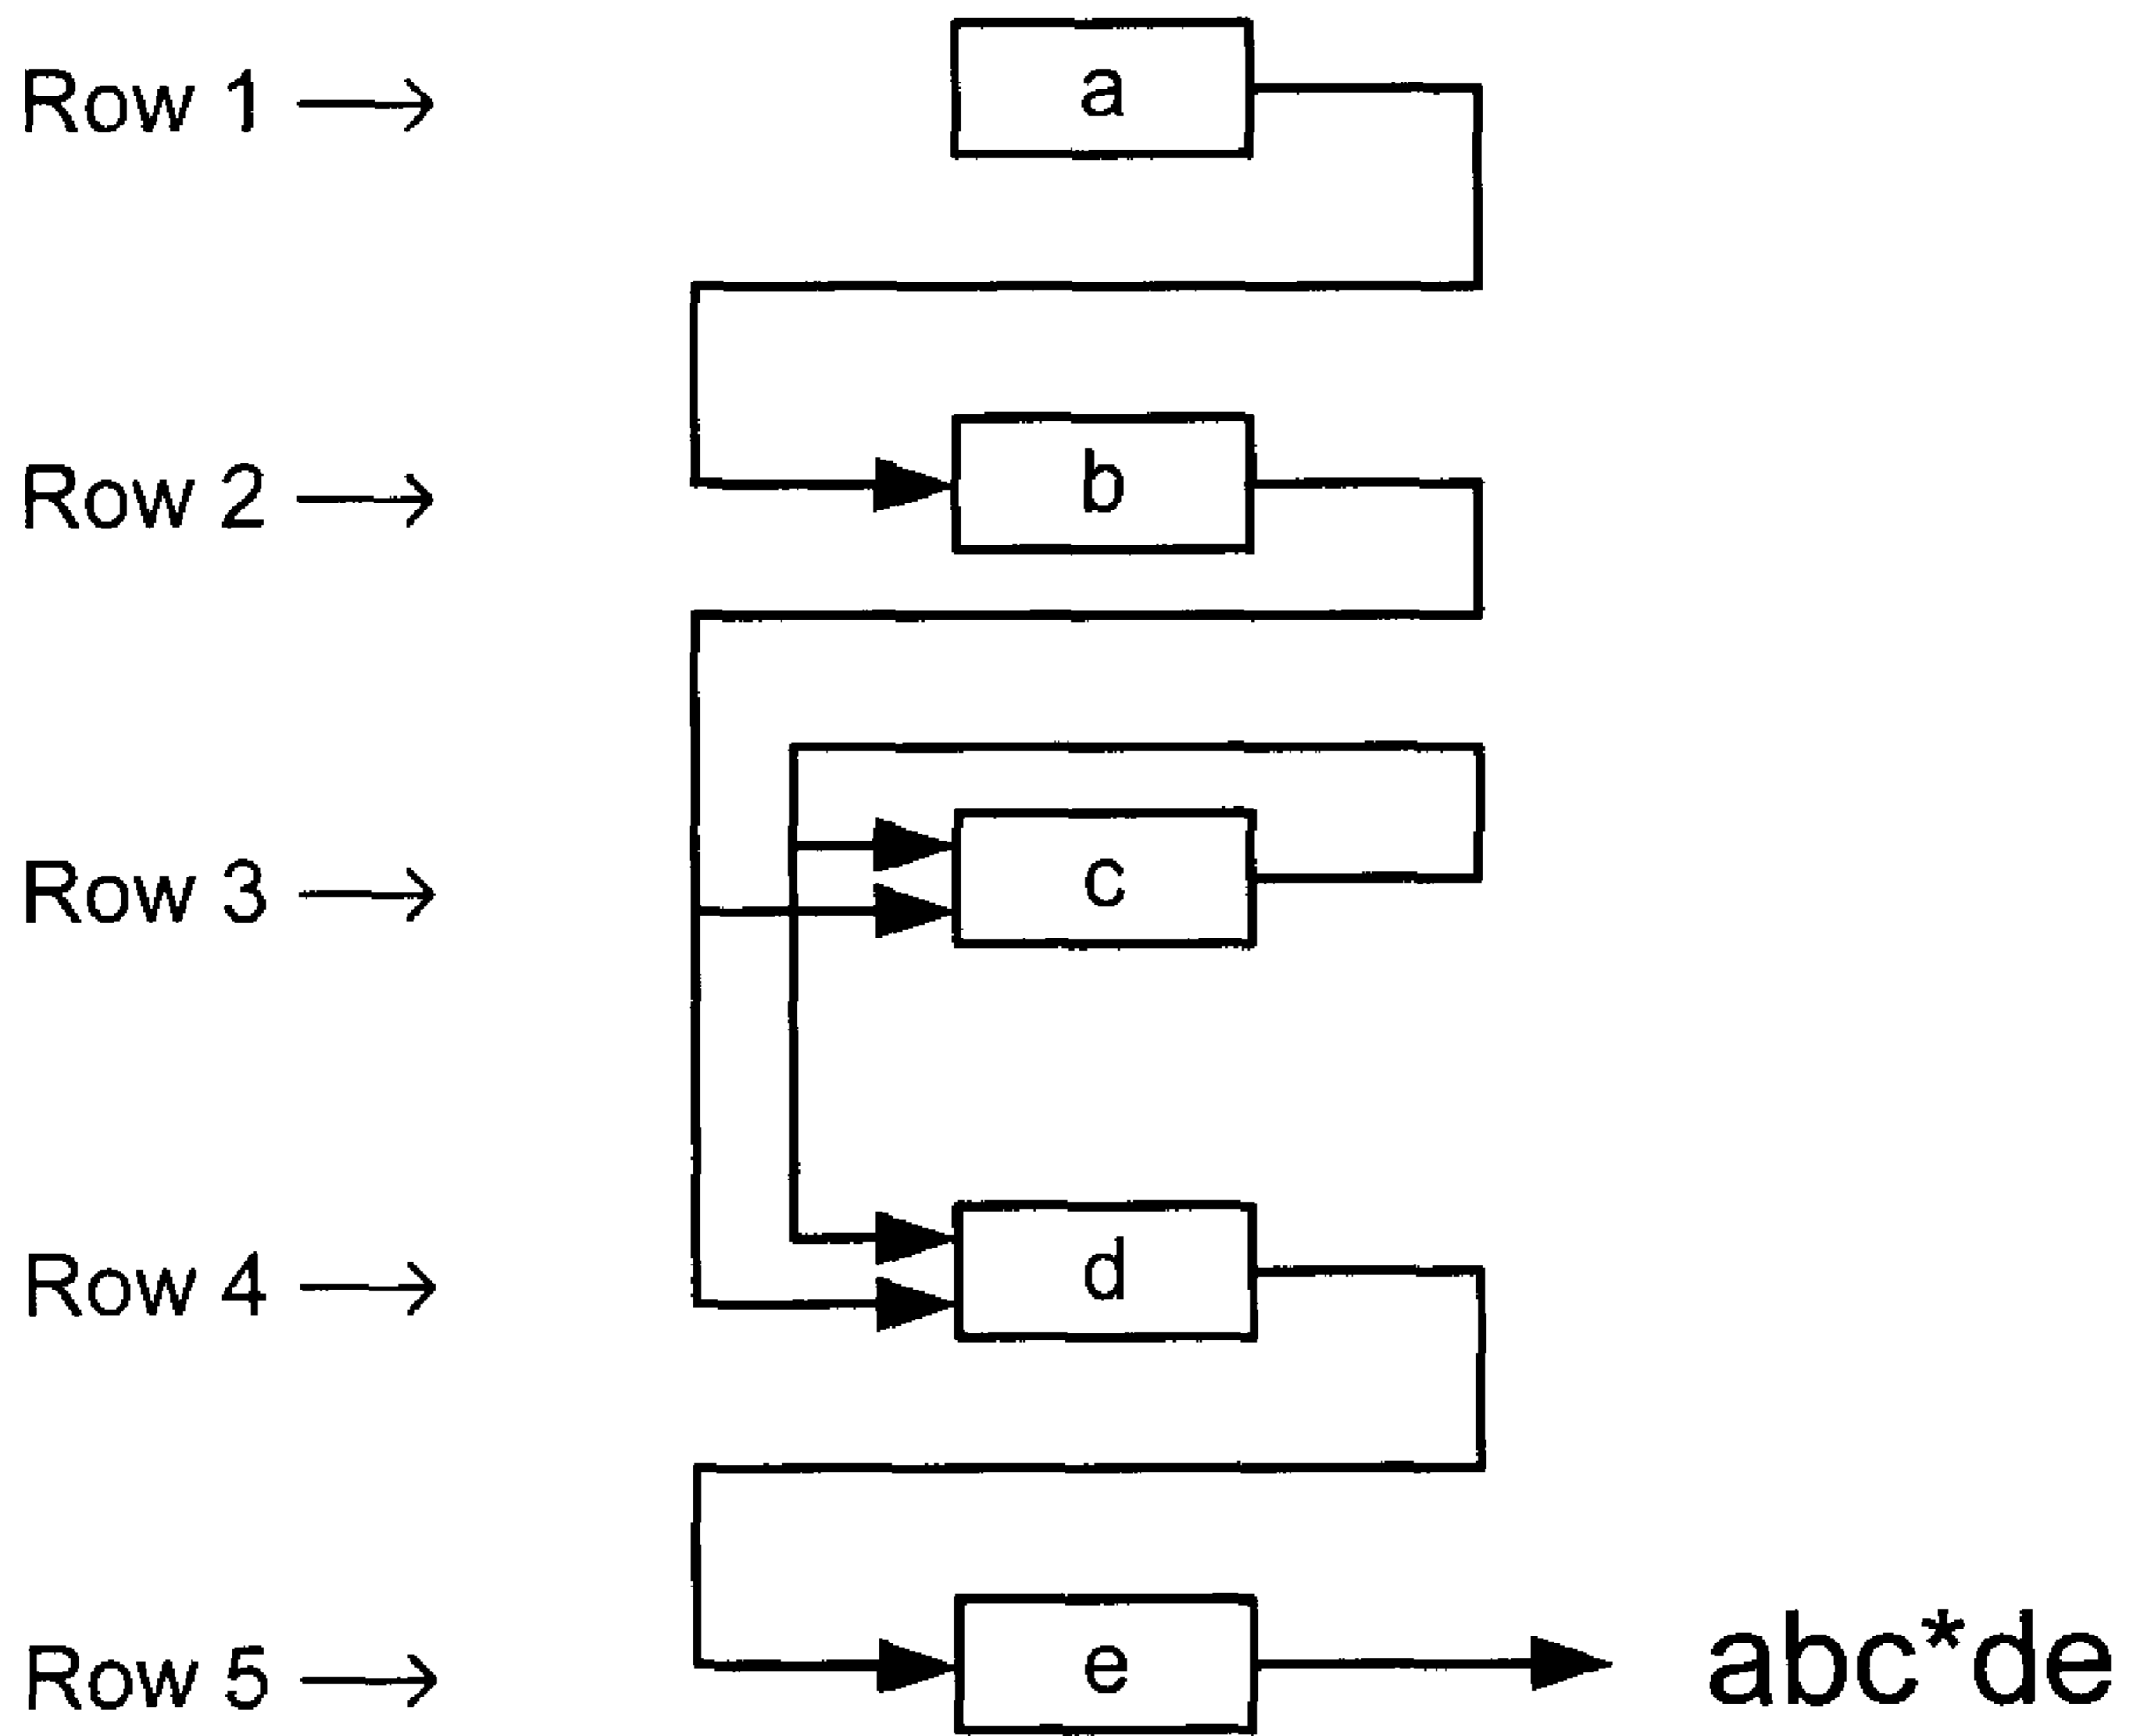 Row 1 → a
Row 2 → b
Row 3 → c
Row 4 → d
Row 5 → e abc*de